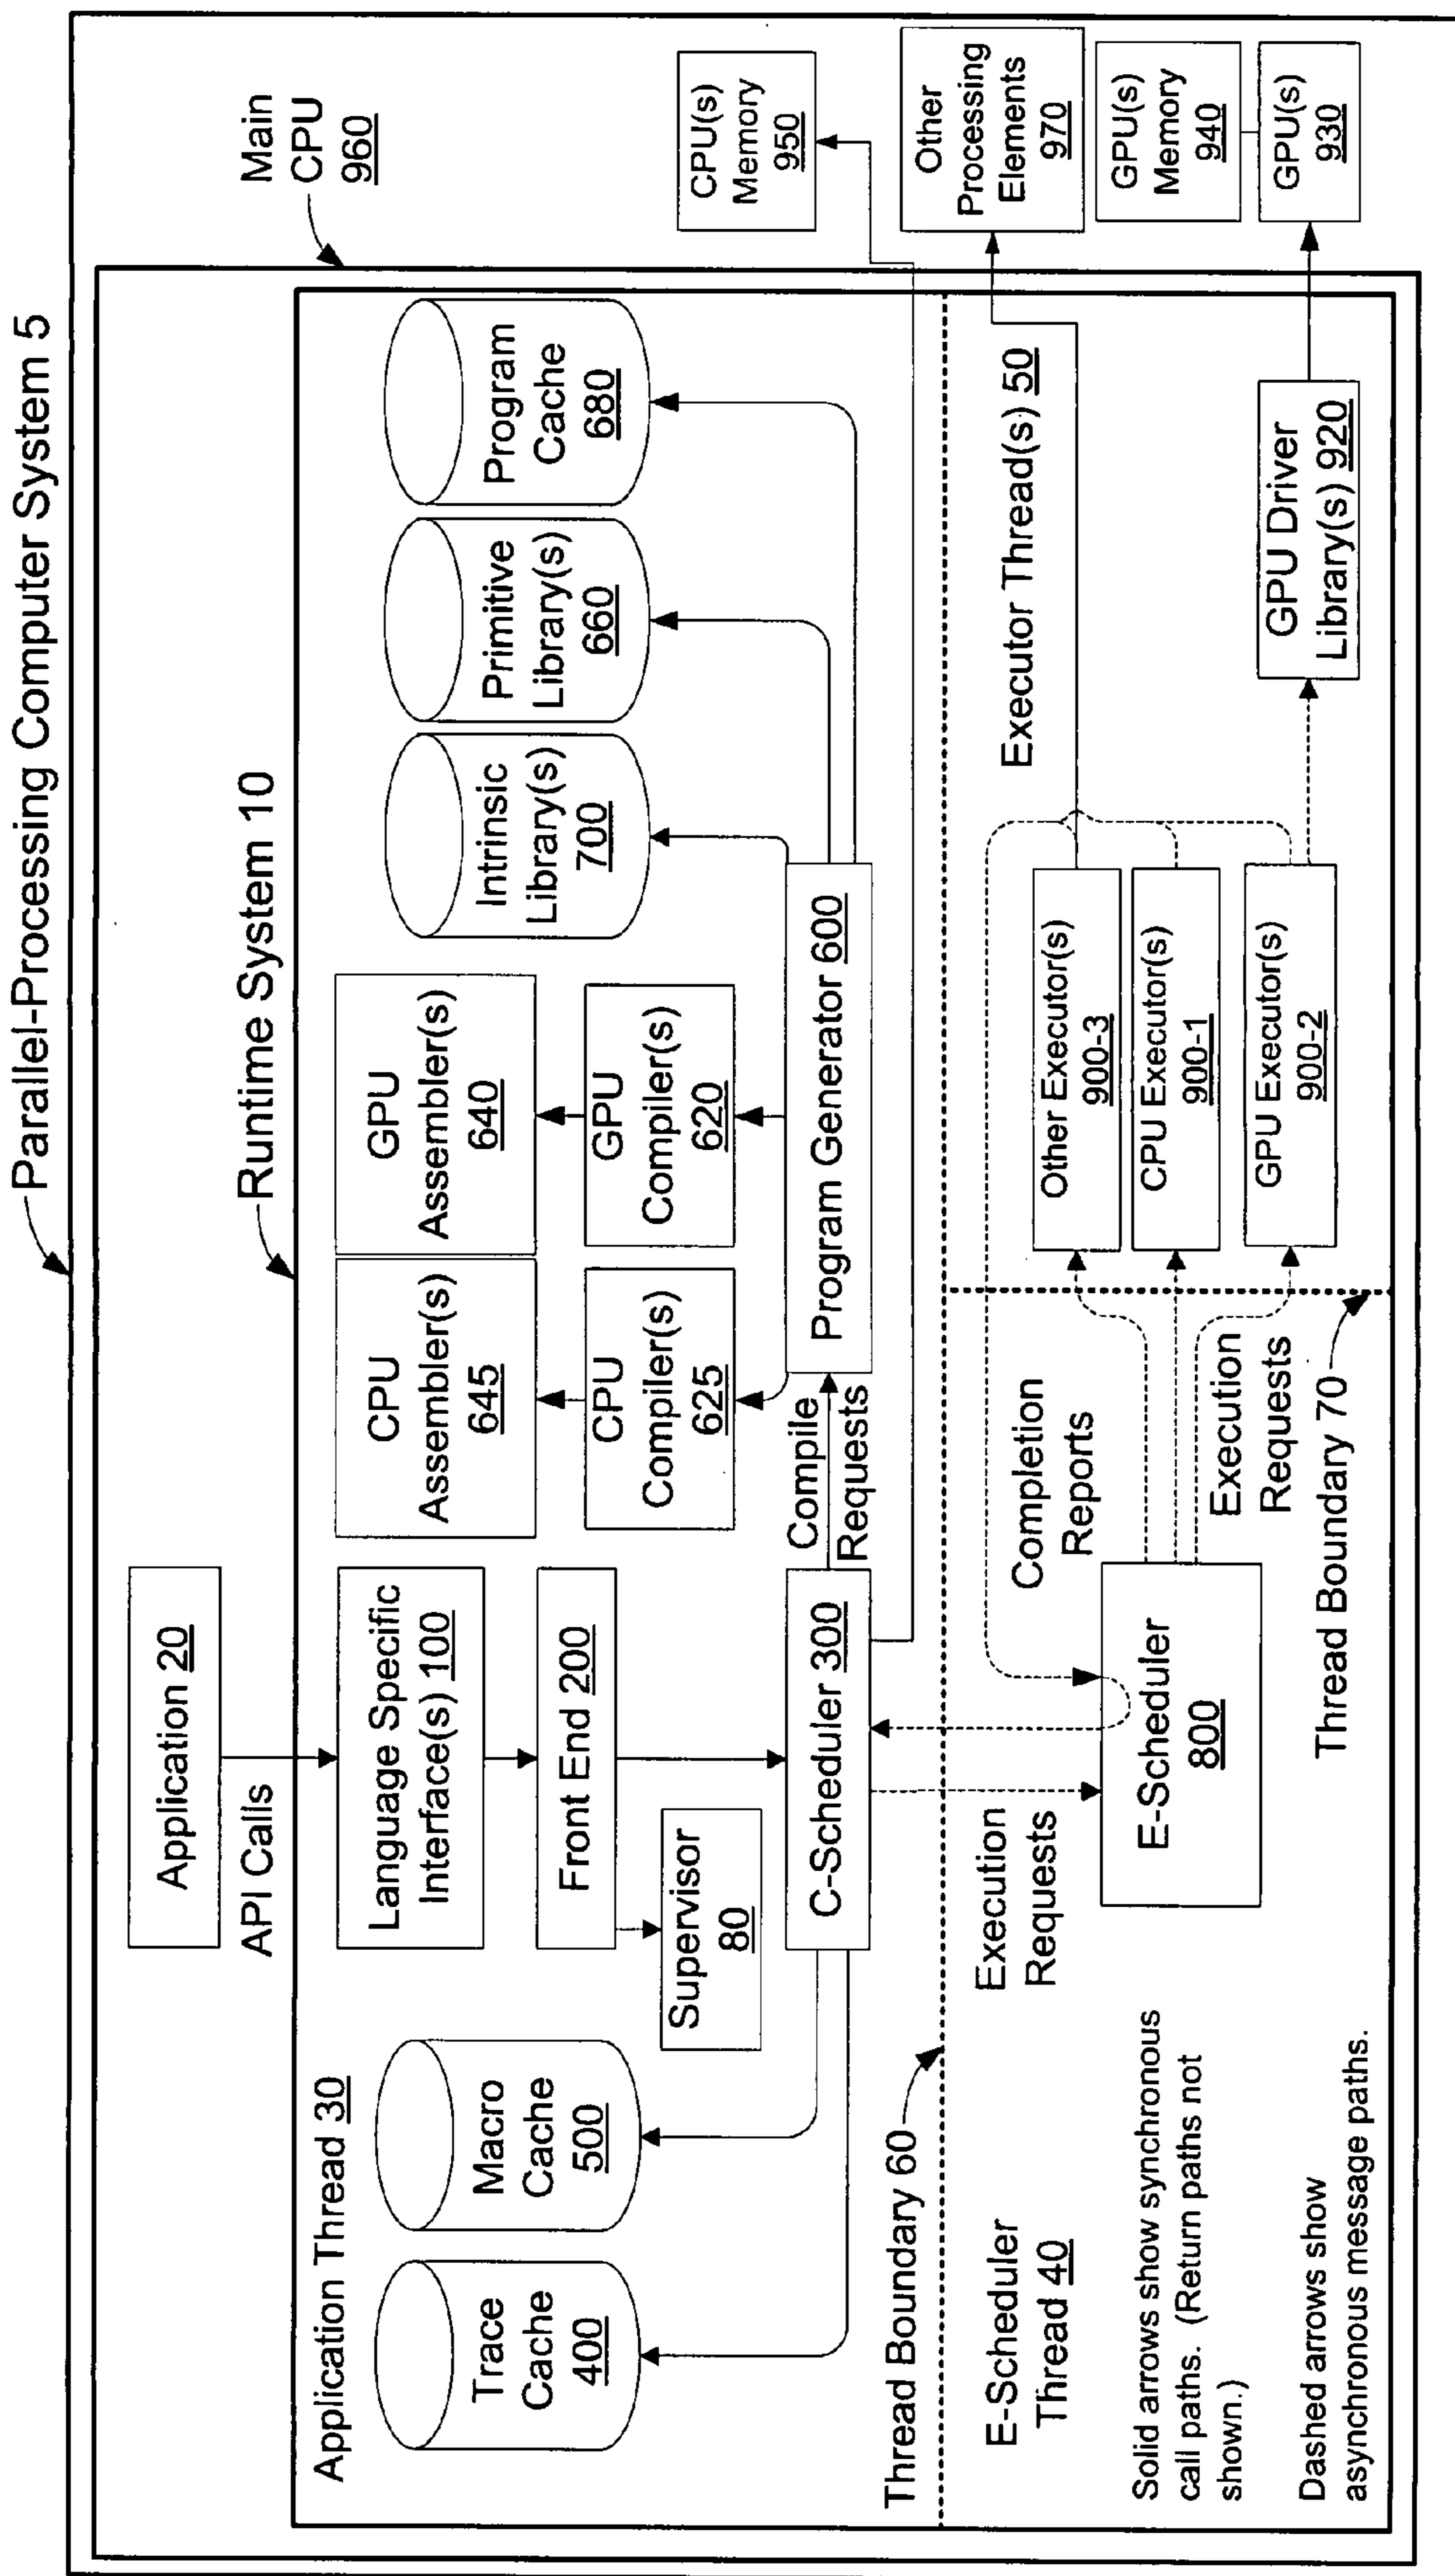 Parallel-Processing Computer System 5
Main
CPU
960
Runtime System 10
Application 20
API Calls
Application Thread 30
Language Specific
Interface(s) 100
Front End 200
Supervisor
80
C-Scheduler 300
Trace
Cache
400
Macro
Cache
500
CPU
Assembler(s)
645
GPU
Assembler(s)
640
CPU
Compiler(s)
625
GPU
Compiler(s)
620
Compile
Requests
Program Generator 600
Intrinsic
Library(s)
700
Primitive
Library(s)
660
Program
Cache
680
CPU(s)
Memory
950
Other
Processing
Elements
970
GPU(s)
Memory
940
GPU(s)
930
Thread Boundary 60
E-Scheduler
Thread 40
Execution
Requests
Completion
Reports
E-Scheduler
800
Execution
Requests
Thread Boundary 70
Executor Thread(s) 50
Other Executor(s)
900-3
CPU Executor(s)
900-1
GPU Executor(s)
900-2
GPU Driver
Library(s) 920
Solid arrows show synchronous
call paths. (Return paths not
shown.)
Dashed arrows show
asynchronous message paths.